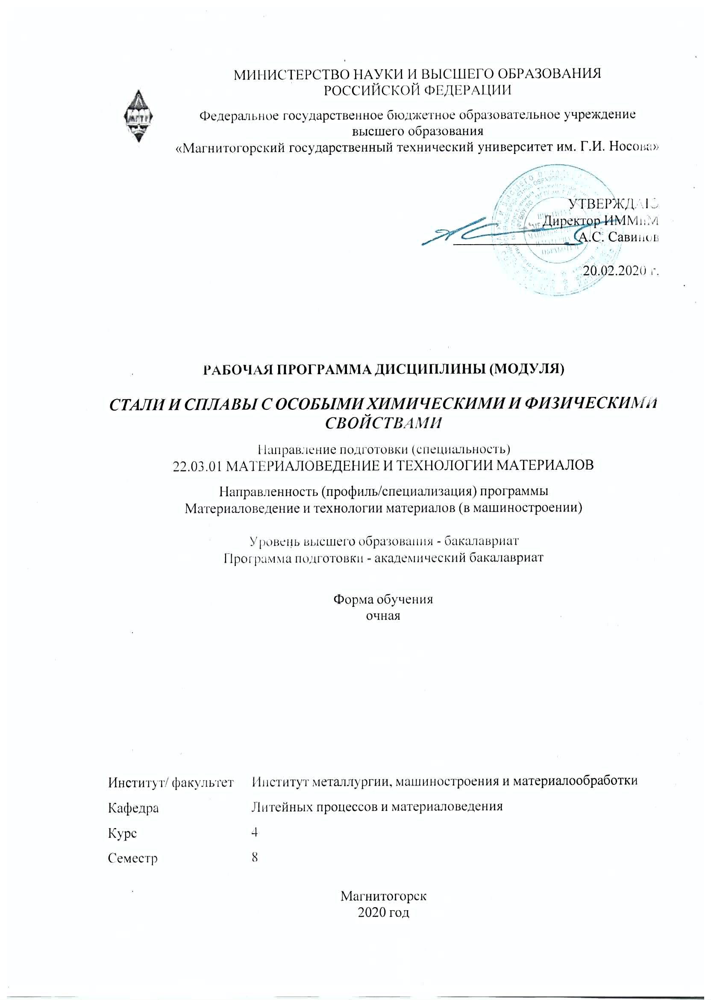 МИНИСТЕРСТВО НАУКИ И ВЫСШЕГО ОБРАЗОВАНИЯ
РОССИЙСКОЙ ФЕДЕРАЦИИ
МГТУ
Федеральное государственное бюджетное образовательное учреждение
высшего образования
«Магнитогорский государственный технический университет им. Г.И. Носова»
УТВЕРЖДАЮ
Директор ИММиМ
А.С. Савинов
20.02.2020 г.
РАБОЧАЯ ПРОГРАММА ДИСЦИПЛИНЫ (МОДУЛЯ)
СТАЛИ И СПЛАВЫ С ОСОБЫМИ ХИМИЧЕСКИМИ И ФИЗИЧЕСКИМИ
СВОЙСТВАМИ
Направление подготовки (специальность)
22.03.01 МАТЕРИАЛОВЕДЕНИЕ И ТЕХНОЛОГИИ МАТЕРИАЛОВ
Направленность (профиль/специализация) программы
Материаловедение и технологии материалов (в машиностроении)
Уровень высшего образования - бакалавриат
Программа подготовки - академический бакалавриат
Форма обучения
очная
Институт/ факультет Институт металлургии, машиностроения и материалообработки
Кафедра Литейных процессов и материаловедения
Курс 4
Семестр 8
Магнитогорск
2020 год